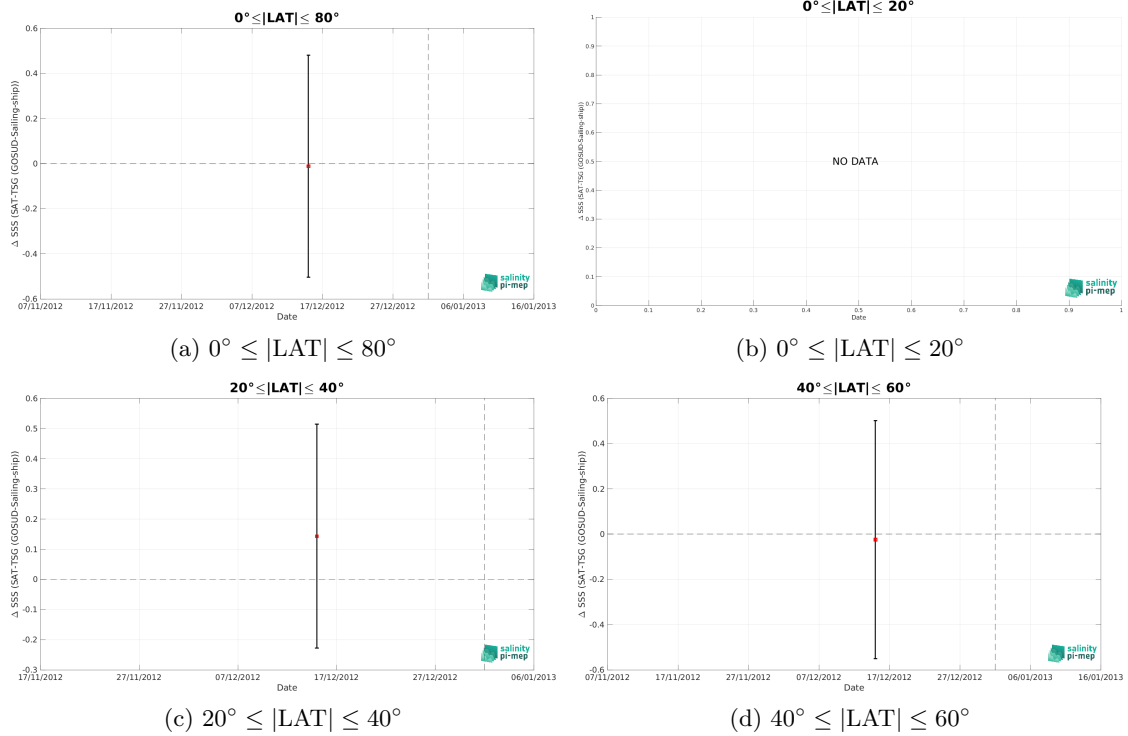 0°≤|LAT|≤ 80°
Δ SSS (SAT-TSG (GOSUD-Sailing-ship))
0.6
0.4
0.2
0
-0.2
-0.4
-0.6
07/11/2012 17/11/2012 27/11/2012 07/12/2012 17/12/2012 27/12/2012 06/01/2013 16/01/2013
Date
salinity
pi-mep
(a) 0° ≤ |LAT| ≤ 80°
0°≤|LAT|≤ 20°
Δ SSS (SAT-TSG (GOSUD-Sailing-ship))
1
0.9
0.8
0.7
0.6
0.5
0.4
0.3
0.2
0.1
0
NO DATA
0 0.1 0.2 0.3 0.4 0.5 0.6 0.7 0.8 0.9 1
Date
salinity
pi-mep
(b) 0° ≤ |LAT| ≤ 20°
20°≤|LAT|≤ 40°
Δ SSS (SAT-TSG (GOSUD-Sailing-ship))
0.6
0.5
0.4
0.3
0.2
0.1
0
-0.1
-0.2
-0.3
17/11/2012 27/11/2012 07/12/2012 17/12/2012 27/12/2012 06/01/2013
Date
salinity
pi-mep
(c) 20° ≤ |LAT| ≤ 40°
40°≤|LAT|≤ 60°
Δ SSS (SAT-TSG (GOSUD-Sailing-ship))
0.6
0.4
0.2
0
-0.2
-0.4
-0.6
07/11/2012 17/11/2012 27/11/2012 07/12/2012 17/12/2012 27/12/2012 06/01/2013 16/01/2013
Date
salinity
pi-mep
(d) 40° ≤ |LAT| ≤ 60°